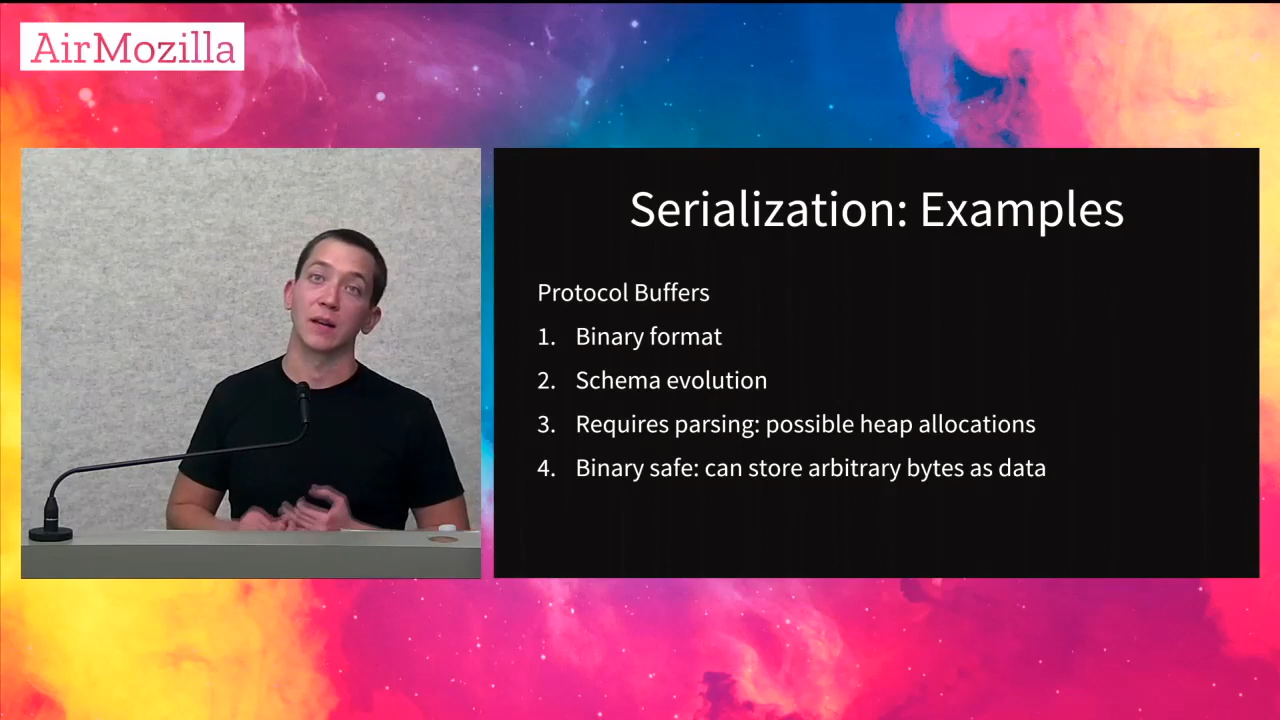 AirMozilla
Serialization: Examples
Protocol Buffers
1. Binary format
2. Schema evolution
3. Requires parsing: possible heap allocations
4. Binary safe: can store arbitrary bytes as data